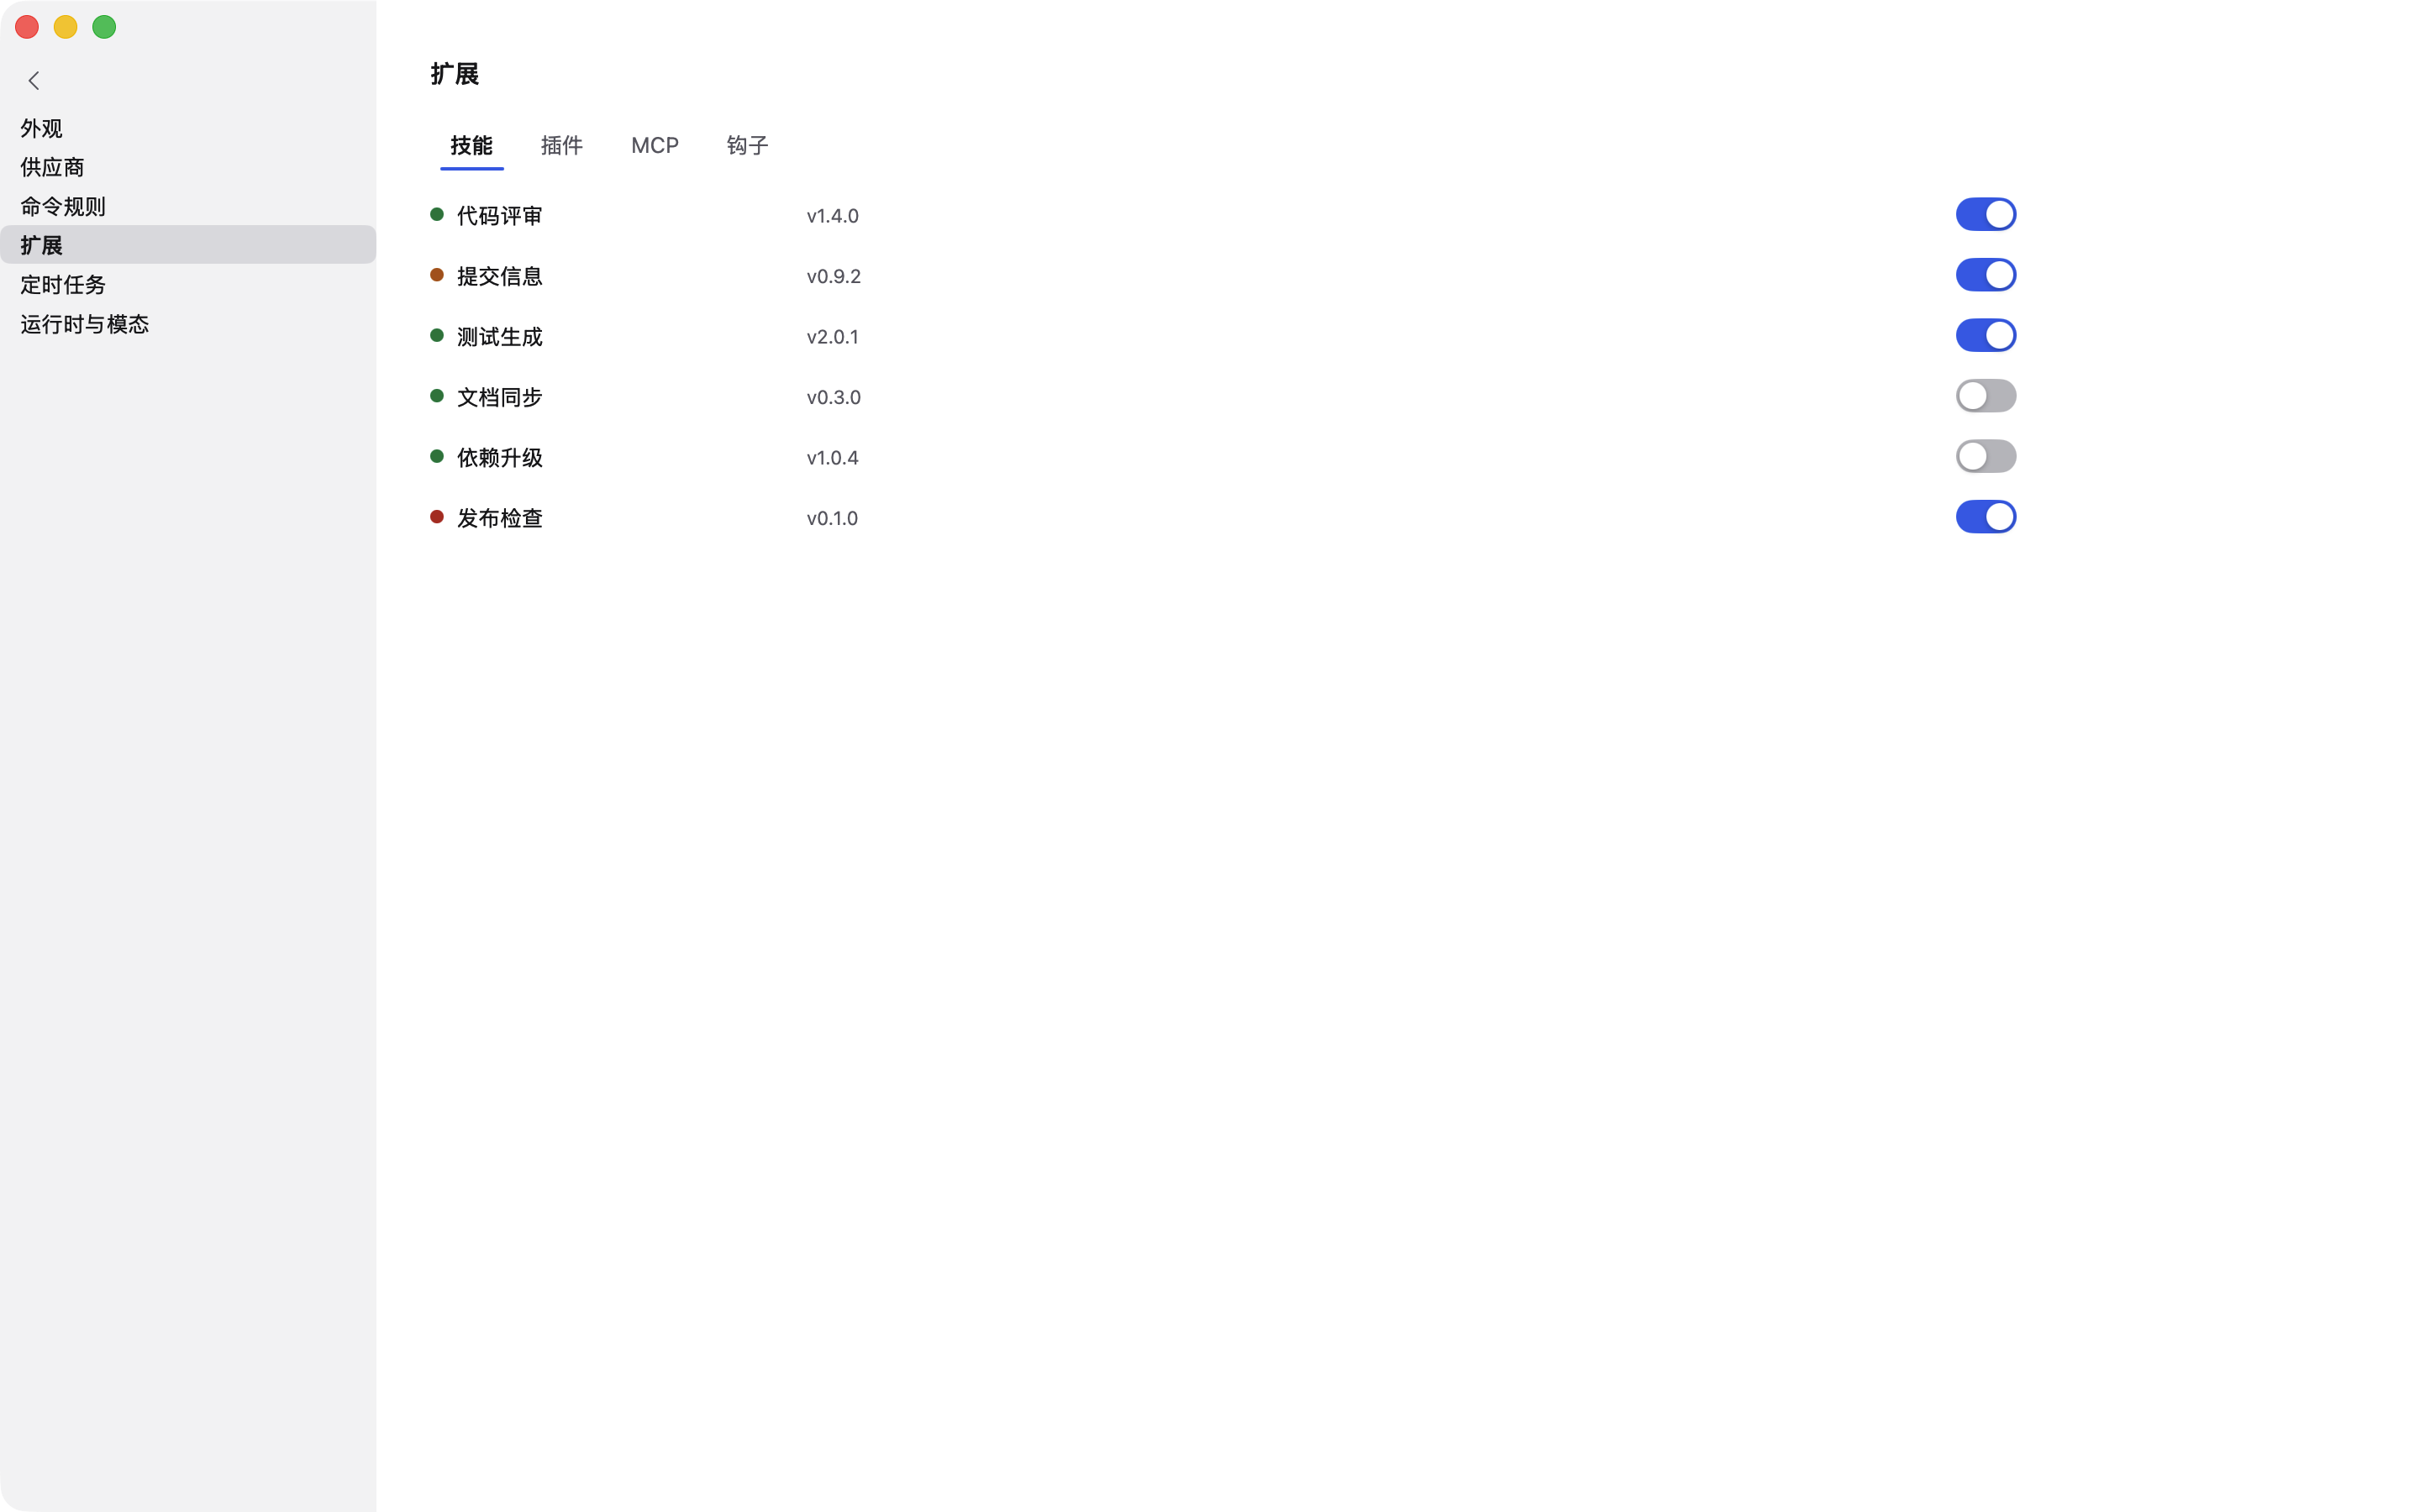 外观
供应商
命令规则
扩展
定时任务
运行时与模态
扩展
技能 插件 MCP 钩子
代码评审 v1.4.0
提交信息 v0.9.2
测试生成 v2.0.1
文档同步 v0.3.0
依赖升级 v1.0.4
发布检查 v0.1.0